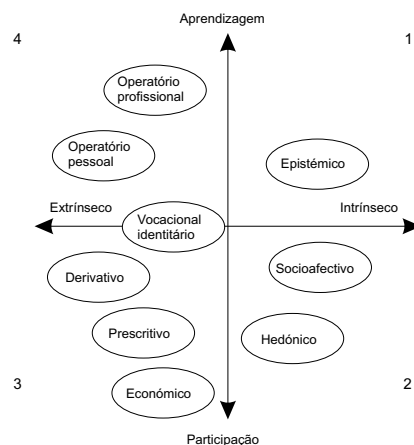 Aprendizagem
4
1
Operatório
profissional
Operatório
pessoal
Epistémico
Extrínseco
Vocacional
identitário
Intrínseco
Derivativo
Socioafectivo
Prescritivo
Hedónico
Económico
3
2
Participação